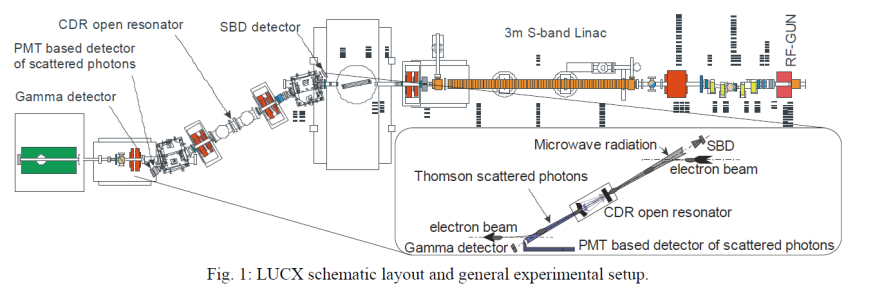 CDR open resonator
SBD detector
3m S-band Linac
RF-GUN
PMT based detector
of scattered photons
Gamma detector
Microwave radiation
SBD
electron beam
Thomson scattered photons
CDR open resonator
electron beam
Gamma detector
PMT based detector of scattered photons
Fig. 1: LUCX schematic layout and general experimental setup.